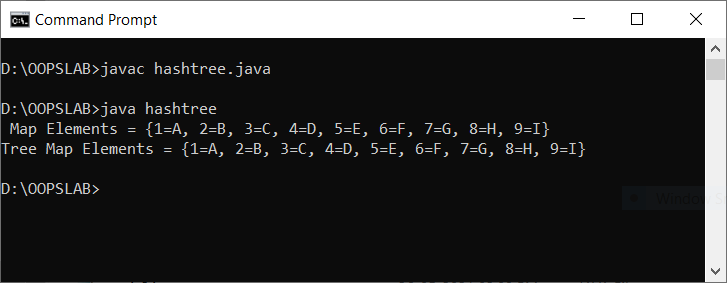 Command Prompt
D:\OOPSLAB>javac hashtree.java
D:\OOPSLAB>java hashtree
 Map Elements = {1=A, 2=B, 3=C, 4=D, 5=E, 6=F, 7=G, 8=H, 9=I}
Tree Map Elements = {1=A, 2=B, 3=C, 4=D, 5=E, 6=F, 7=G, 8=H, 9=I}
D:\OOPSLAB>